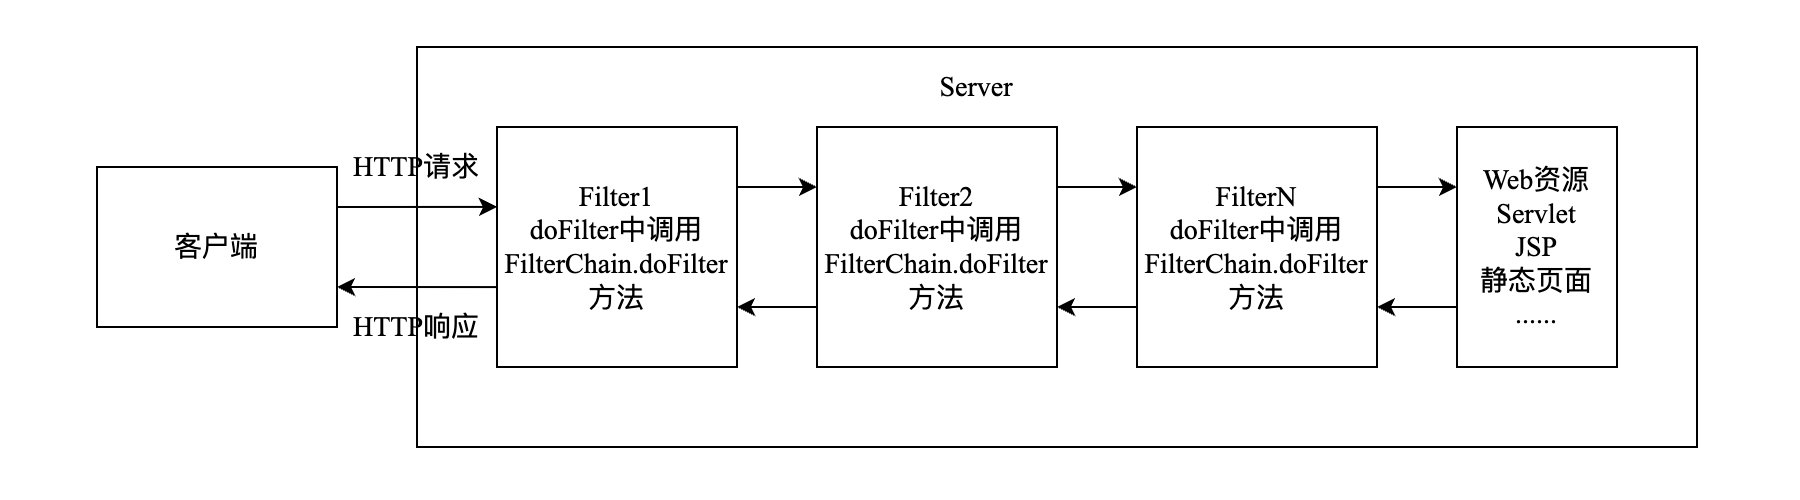 Server
客户端
HTTP请求
HTTP响应
Filter1
doFilter中调用
FilterChain.doFilter
方法
Filter2
doFilter中调用
FilterChain.doFilter
方法
FilterN
doFilter中调用
FilterChain.doFilter
方法
Web资源
Servlet
JSP
静态页面
......